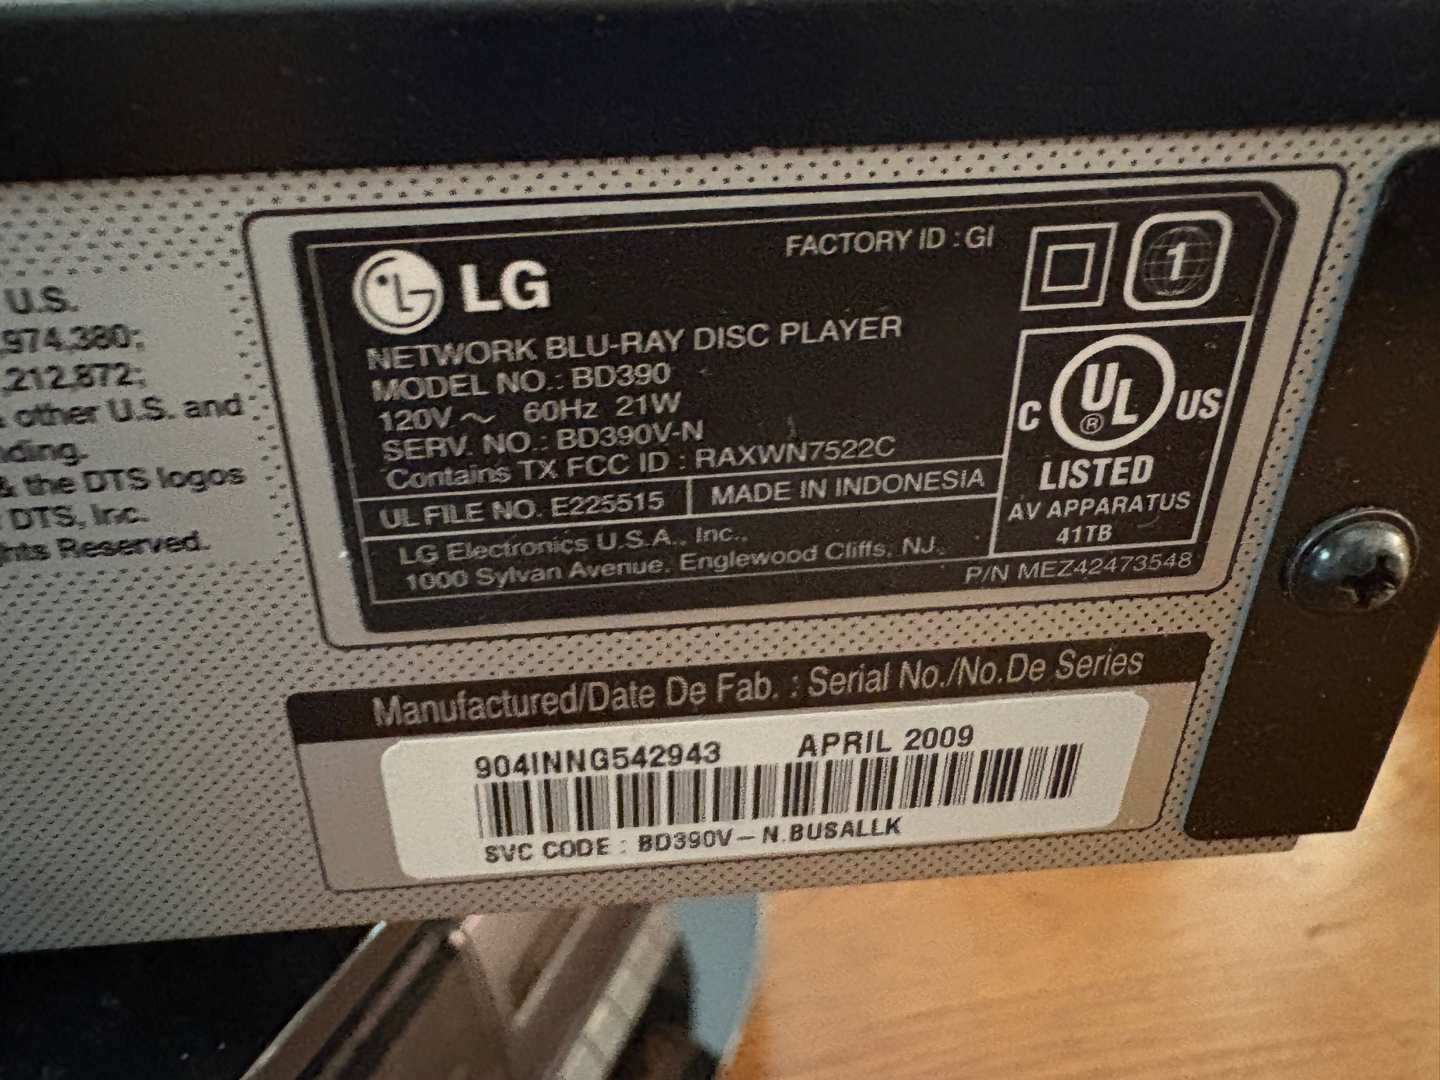 U.S.
,974,380;
,212,872;
other U.S. and
nding.
& the DTS logos
DTS, Inc.
hts Reserved.
LG
FACTORY ID : GI
1
NETWORK BLU-RAY DISC PLAYER
MODEL NO.: BD390
120V ~ 60Hz 21W
SERV. NO.: BD390V-N
Contains TX FCC ID : RAXWN7522C
UL FILE NO. E225515 MADE IN INDONESIA
LG Electronics U.S.A., Inc.,
1000 Sylvan Avenue, Englewood Cliffs, NJ.
C UL ® US
LISTED
AV APPARATUS
41TB
P/N MEZ42473548
Manufactured/Date De Fab. : Serial No./No.De Series
904INNG542943 APRIL 2009
SVC CODE : BD390V-N.BUSALLK